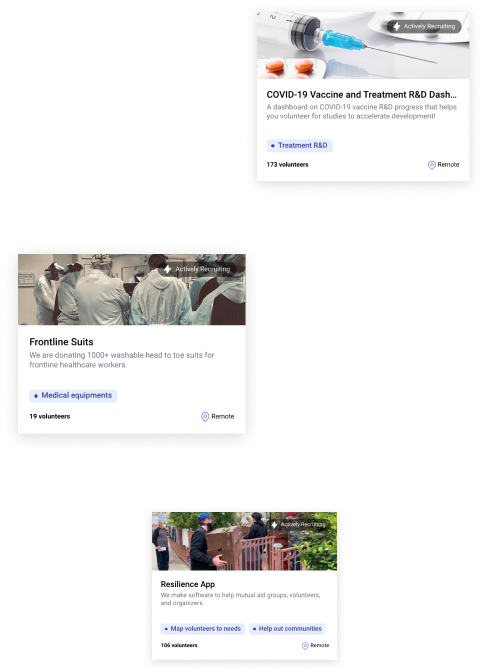 Actively Recruiting
COVID-19 Vaccine and Treatment R&D Dash...
A dashboard on COVID-19 vaccine R&D progress that helps
you volunteer for studies to accelerate development!
Treatment R&D
173 volunteers Remote
Actively Recruiting
Frontline Suits
We are donating 1000+ washable head to toe suits for
frontline healthcare workers.
Medical equipments
19 volunteers Remote
Actively Recruiting
Resilience App
We make software to help mutual aid groups, volunteers,
and organizers.
Map volunteers to needs Help out communities
106 volunteers Remote